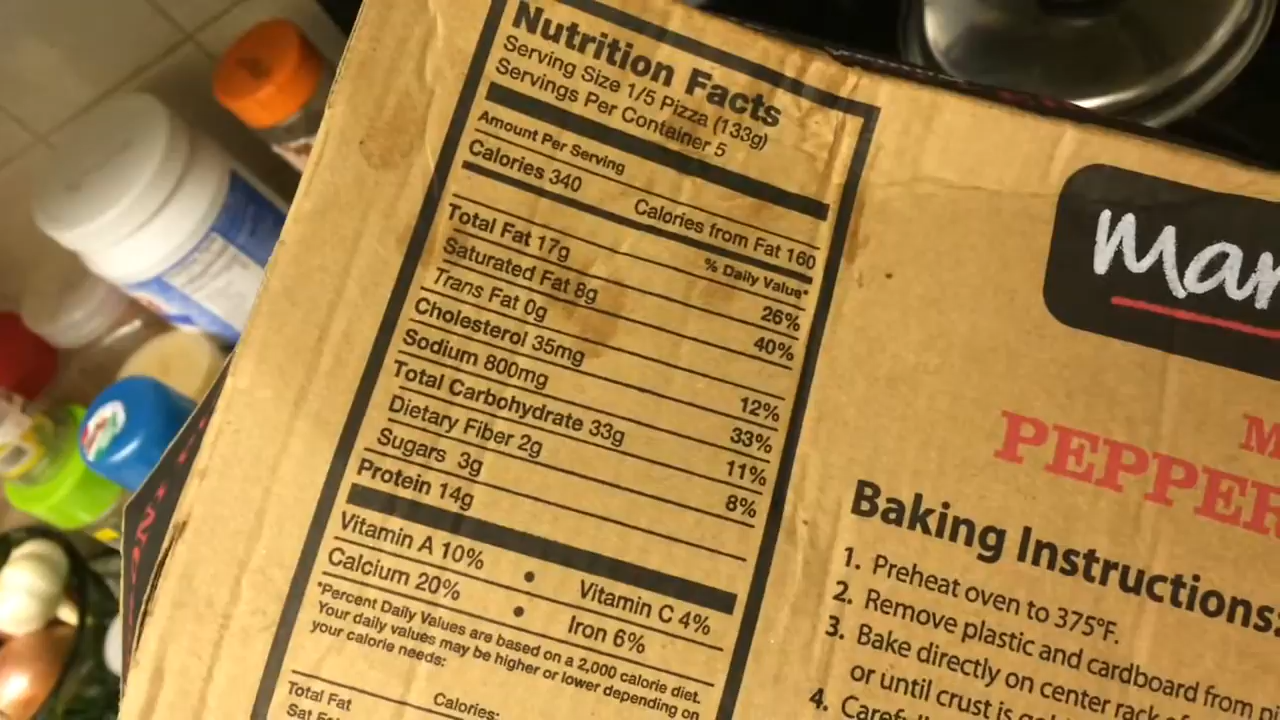 Nutrition Facts
Serving Size 1/5 Pizza (133g)
Servings Per Container 5
Amount Per Serving
Calories 340 Calories from Fat 160
% Daily Value*
Total Fat 17g 26%
Saturated Fat 8g 40%
Trans Fat 0g
Cholesterol 35mg 12%
Sodium 800mg 33%
Total Carbohydrate 33g 11%
Dietary Fiber 2g 8%
Sugars 3g
Protein 14g
Vitamin A 10% • Vitamin C 4%
Calcium 20% • Iron 6%
*Percent Daily Values are based on a 2,000 calorie diet.
Your daily values may be higher or lower depending on
your calorie needs:
Calories:
Total Fat
Sat
Mar
PEPPER
Baking Instructions:
1. Preheat oven to 375°F.
2. Remove plastic and cardboard from
3. Bake directly on center rack
or until crust is
4.